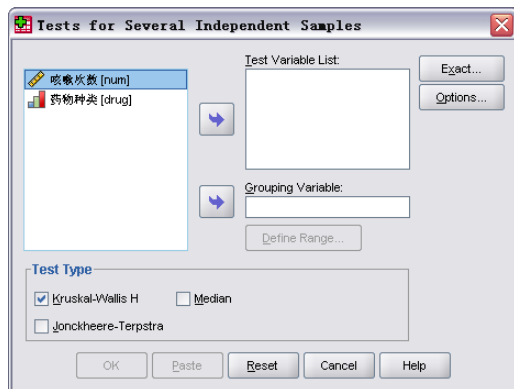 Tests for Several Independent Samples
咳嗽次数 [num]
药物种类 [drug]
Test Variable List:
Exact...
Options...
Grouping Variable:
Define Range...
Test Type
Kruskal-Wallis H
Median
Jonckheere-Terpstra
OK
Paste
Reset
Cancel
Help